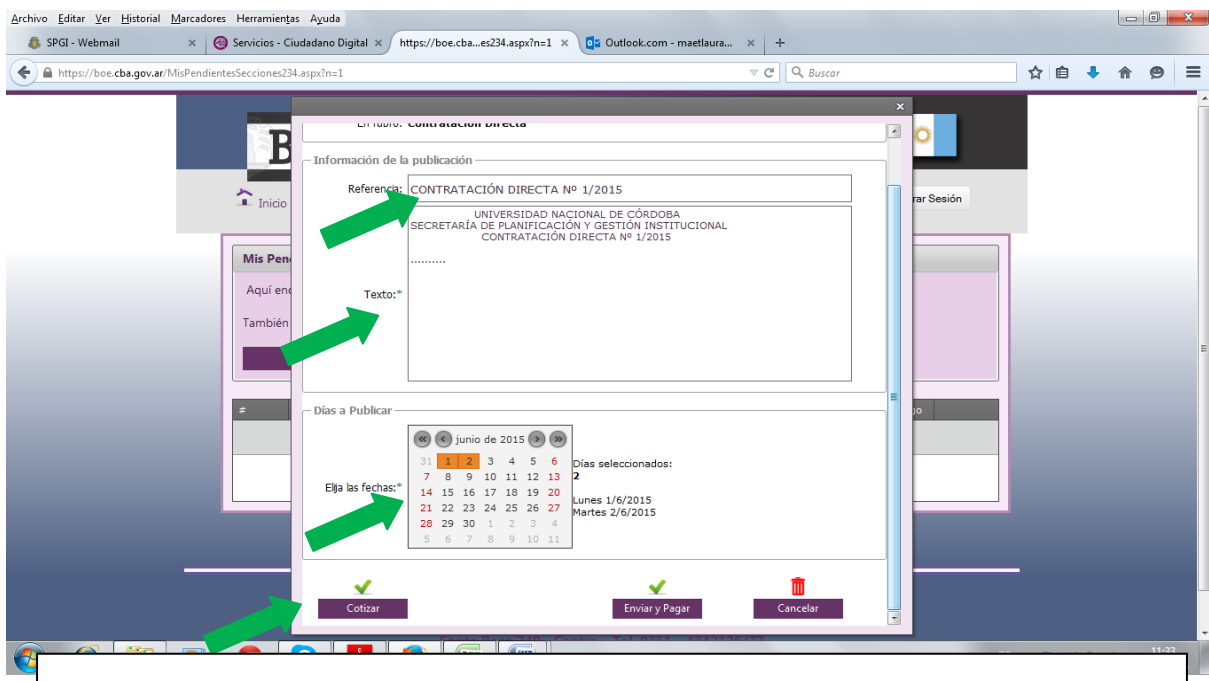 Archivo Editar Ver Historial Marcadores Herramientas Ayuda
SPGI - Webmail × Servicios - Ciudadano Digital × https://boe.cba...es234.aspx?n=1 × Outlook.com - maetlaura... × +
https://boe.cba.gov.ar/MisPendientesSecciones234.aspx?n=1 Buscar
B
Inicio
rar Sesión
Mis Pen
Aquí en
También
#
En rubro: Contratación Directa
Información de la publicación
Referencia: CONTRATACIÓN DIRECTA Nº 1/2015
UNIVERSIDAD NACIONAL DE CÓRDOBA
SECRETARÍA DE PLANIFICACIÓN Y GESTIÓN INSTITUCIONAL
CONTRATACIÓN DIRECTA Nº 1/2015
..........
Texto:*
Días a Publicar
junio de 2015
31 1 2 3 4 5 6
7 8 9 10 11 12 13
14 15 16 17 18 19 20
21 22 23 24 25 26 27
28 29 30 1 2 3 4
5 6 7 8 9 10 11
Elija las fechas:*
Días seleccionados:
2
Lunes 1/6/2015
Martes 2/6/2015
Cotizar Enviar y Pagar Cancelar